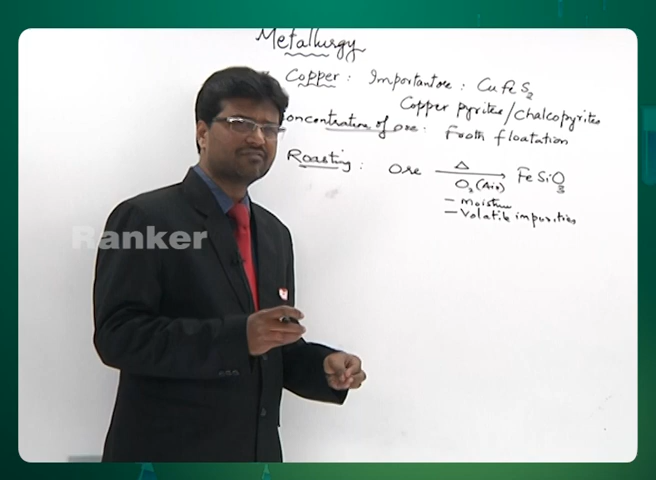 Metallurgy
Copper : Important ore : CuFeS2
Copper pyrites/chalcopyrites
Concentration of ore : Froth floatation
Roasting : Ore Δ FeSiO3
O2 (Air)
- Moisture
- Volatile impurities
Ranker